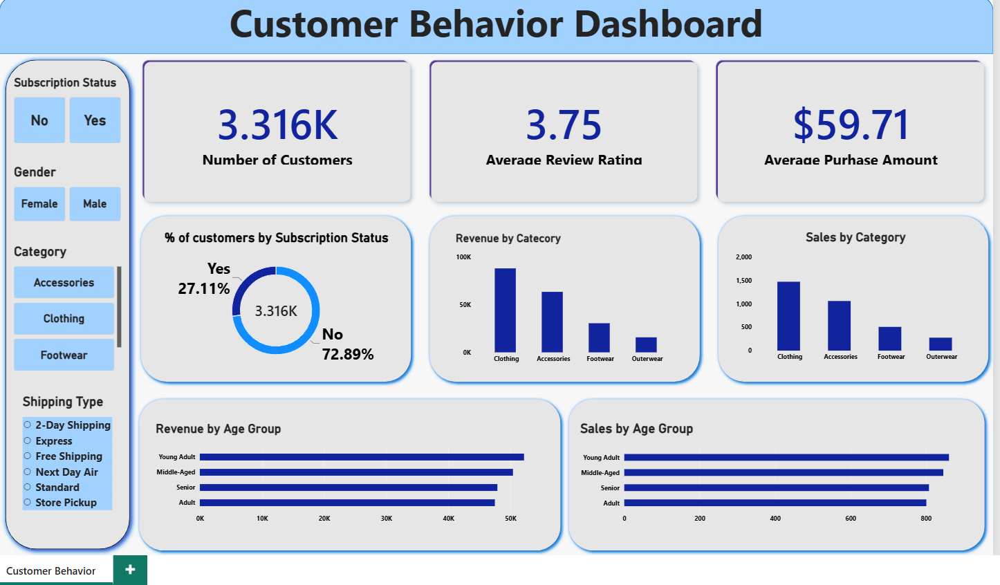 Customer Behavior Dashboard
Subscription Status
No
Yes
Gender
Female
Male
Category
Accessories
Clothing
Footwear
Shipping Type
2-Day Shipping
Express
Free Shipping
Next Day Air
Standard
Store Pickup
3.316K
Number of Customers
3.75
Average Review Rating
$59.71
Average Purhase Amount
% of customers by Subscription Status
Yes
27.11%
3.316K
No
72.89%
Revenue by Catecory
100K
50K
0K
Clothing
Accessories
Footwear
Outerwear
Sales by Category
2,000
1,500
1,000
500
0
Clothing
Accessories
Footwear
Outerwear
Revenue by Age Group
Young Adult
Middle-Aged
Senior
Adult
0K
10K
20K
30K
40K
50K
Sales by Age Group
Young Adult
Middle-Aged
Senior
Adult
0
200
400
600
800
Customer Behavior